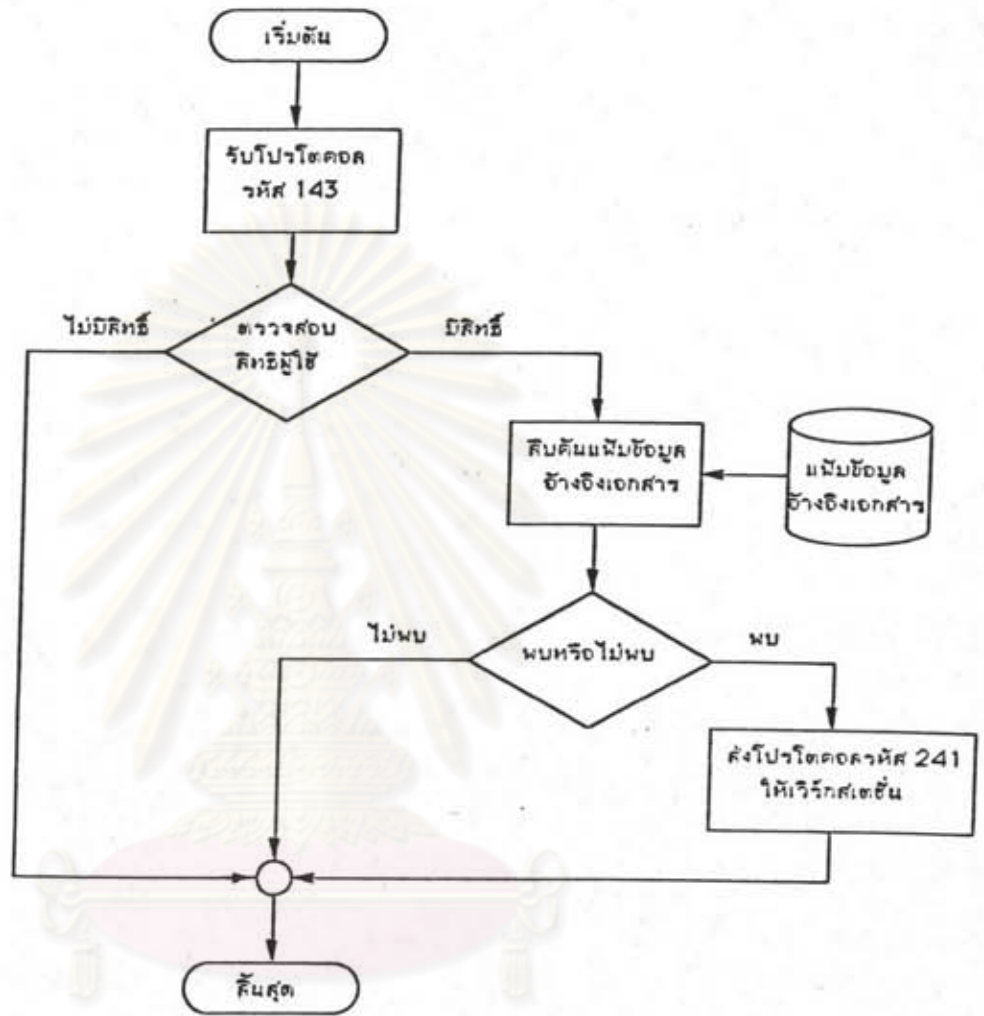 เริ่มต้น
รับโปรโตคอล
รหัส 143
ไม่มีสิทธิ์
ตรวจสอบ
สิทธิผู้ใช้
มีสิทธิ์
สืบค้นแฟ้มข้อมูล
อ้างอิงเอกสาร
แฟ้มข้อมูล
อ้างอิงเอกสาร
ไม่พบ
พบหรือไม่พบ
พบ
ส่งโปรโตคอลรหัส 241
ให้เวิร์กสเตชั่น
สิ้นสุด